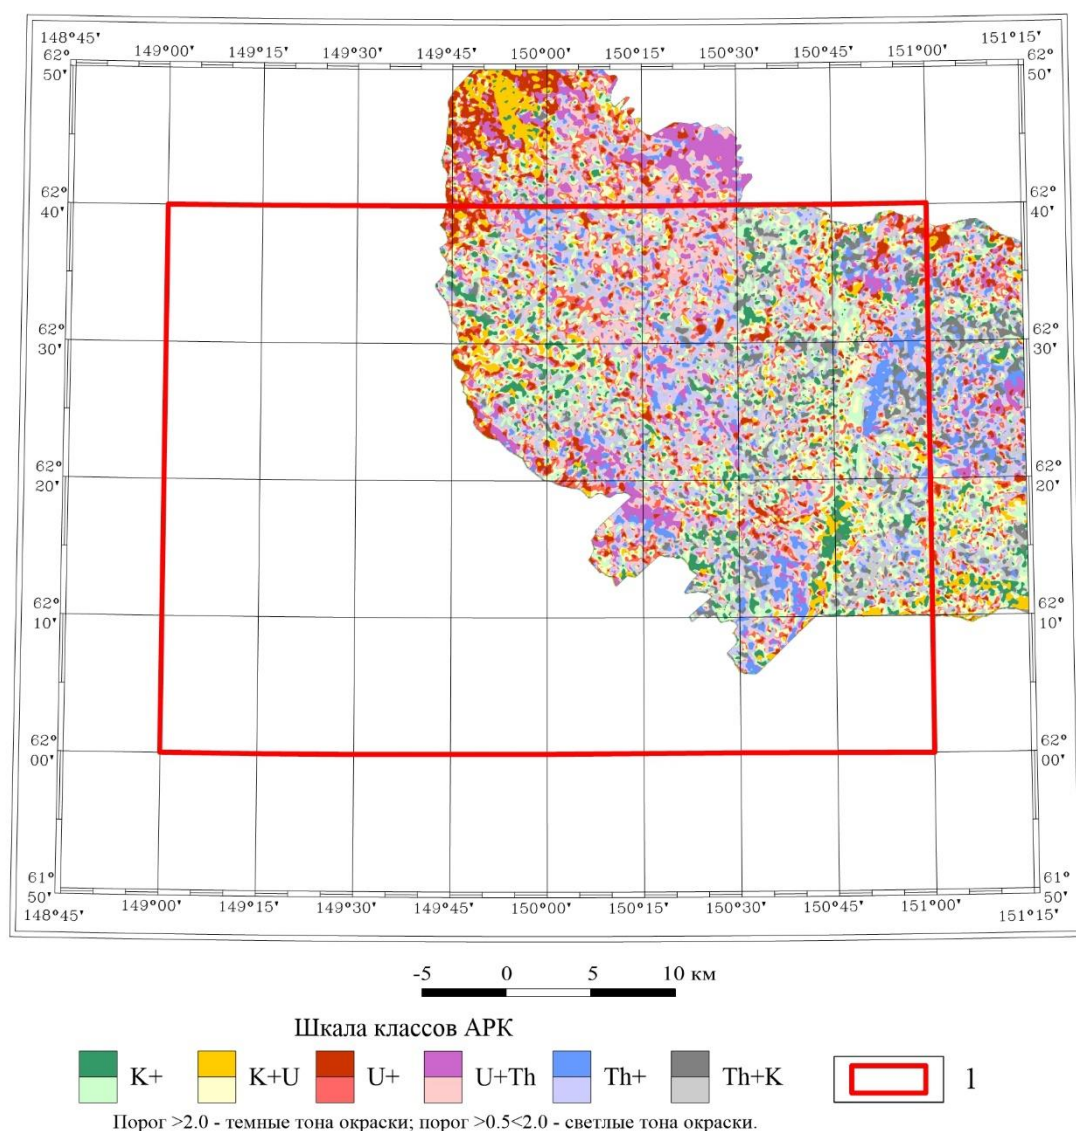 148°45' 149°00' 149°15' 149°30' 149°45' 150°00' 150°15' 150°30' 150°45' 151°00' 151°15'
62° 62°
50' 50'
62° 62°
40' 40'
62° 62°
30' 30'
62° 62°
20' 20'
62° 62°
10' 10'
62° 62°
00' 00'
61° 61°
50' 50'
148°45' 149°00' 149°15' 149°30' 149°45' 150°00' 150°15' 150°30' 150°45' 151°00' 151°15'
-5 0 5 10 км
Шкала классов АРК
K+ K+U U+ U+Th Th+ Th+K 1
Порог >2.0 - темные тона окраски; порог >0.5<2.0 - светлые тона окраски.